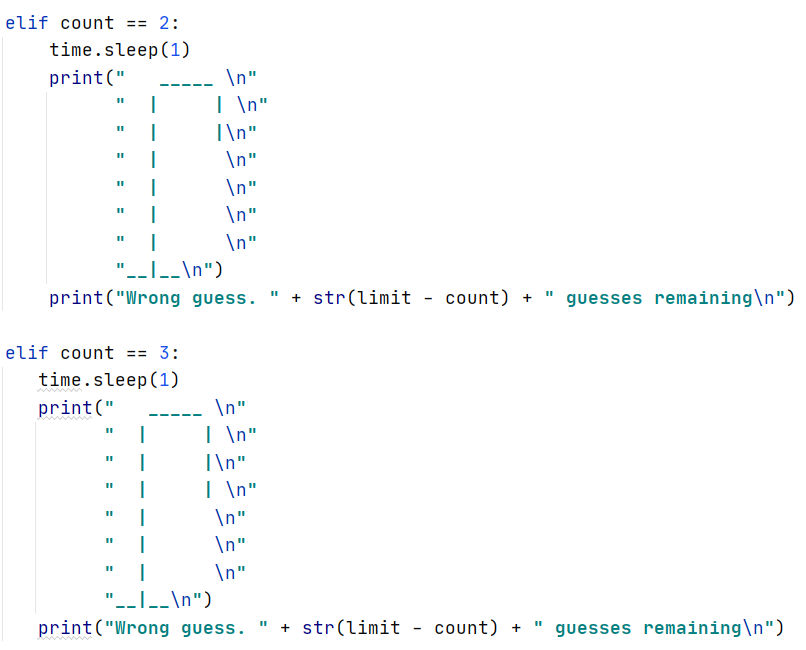 elif count == 2:
    time.sleep(1)
    print("   _____ \n"
          "  |     | \n"
          "  |     |\n"
          "  |      \n"
          "  |      \n"
          "  |      \n"
          "  |      \n"
          "__|__\n")
    print("Wrong guess. " + str(limit - count) + " guesses remaining\n")

elif count == 3:
   time.sleep(1)
   print("   _____ \n"
         "  |     | \n"
         "  |     |\n"
         "  |     | \n"
         "  |      \n"
         "  |      \n"
         "  |      \n"
         "__|__\n")
   print("Wrong guess. " + str(limit - count) + " guesses remaining\n")